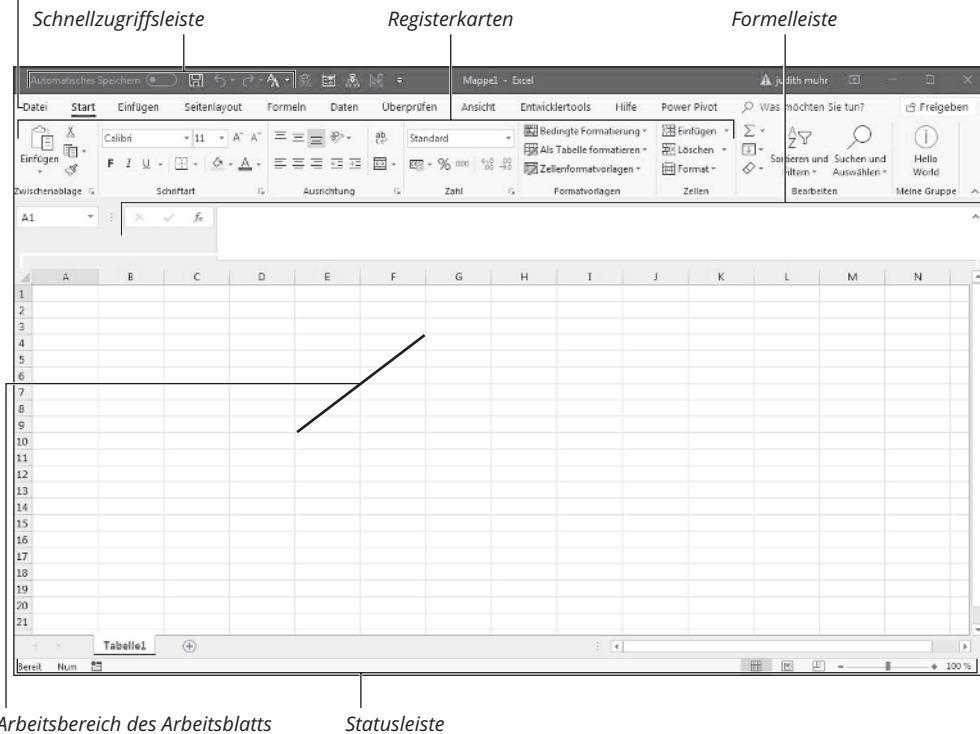 Schnellzugriffsleiste Registerkarten Formelleiste
Automatisches Speichern Mappe1 - Excel judith muhr
Datei Start Einfügen Seitenlayout Formeln Daten Überprüfen Ansicht Entwicklertools Hilfe Power Pivot Was möchten Sie tun? Freigeben
Calibri 11 A A ab Standard Bedingte Formatierung Einfügen Σ
Einfügen Als Tabelle formatieren Löschen Sortieren und Suchen und Hello
F I U A % 000 Zellenformatvorlagen Format Filtern Auswählen World
Zwischenablage Schriftart Ausrichtung Zahl Formatvorlagen Zellen Bearbeiten Meine Gruppe
A1 fx
A B C D E F G H I J K L M N
1
2
3
4
5
6
7
8
9
10
11
12
13
14
15
16
17
18
19
20
21
Tabelle1
Bereit Num 100 %
Arbeitsbereich des Arbeitsblatts Statusleiste